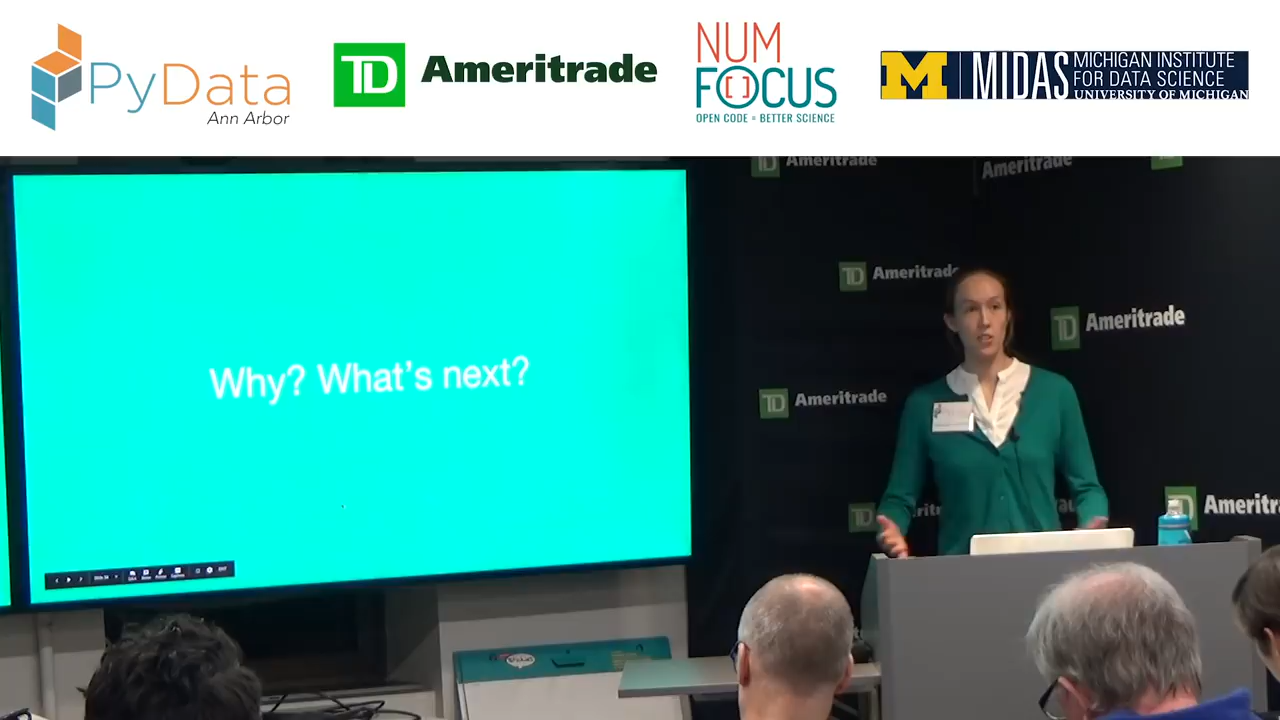 PyData
Ann Arbor
TD Ameritrade
NUM
FOCUS
OPEN CODE = BETTER SCIENCE
M MIDAS
MICHIGAN INSTITUTE
FOR DATA SCIENCE
UNIVERSITY OF MICHIGAN
Ameritrade
Ameritrade
TD Ameritrade
TD Ameritrade
TD Ameritrade
Why? What's next?
TD Ameritra